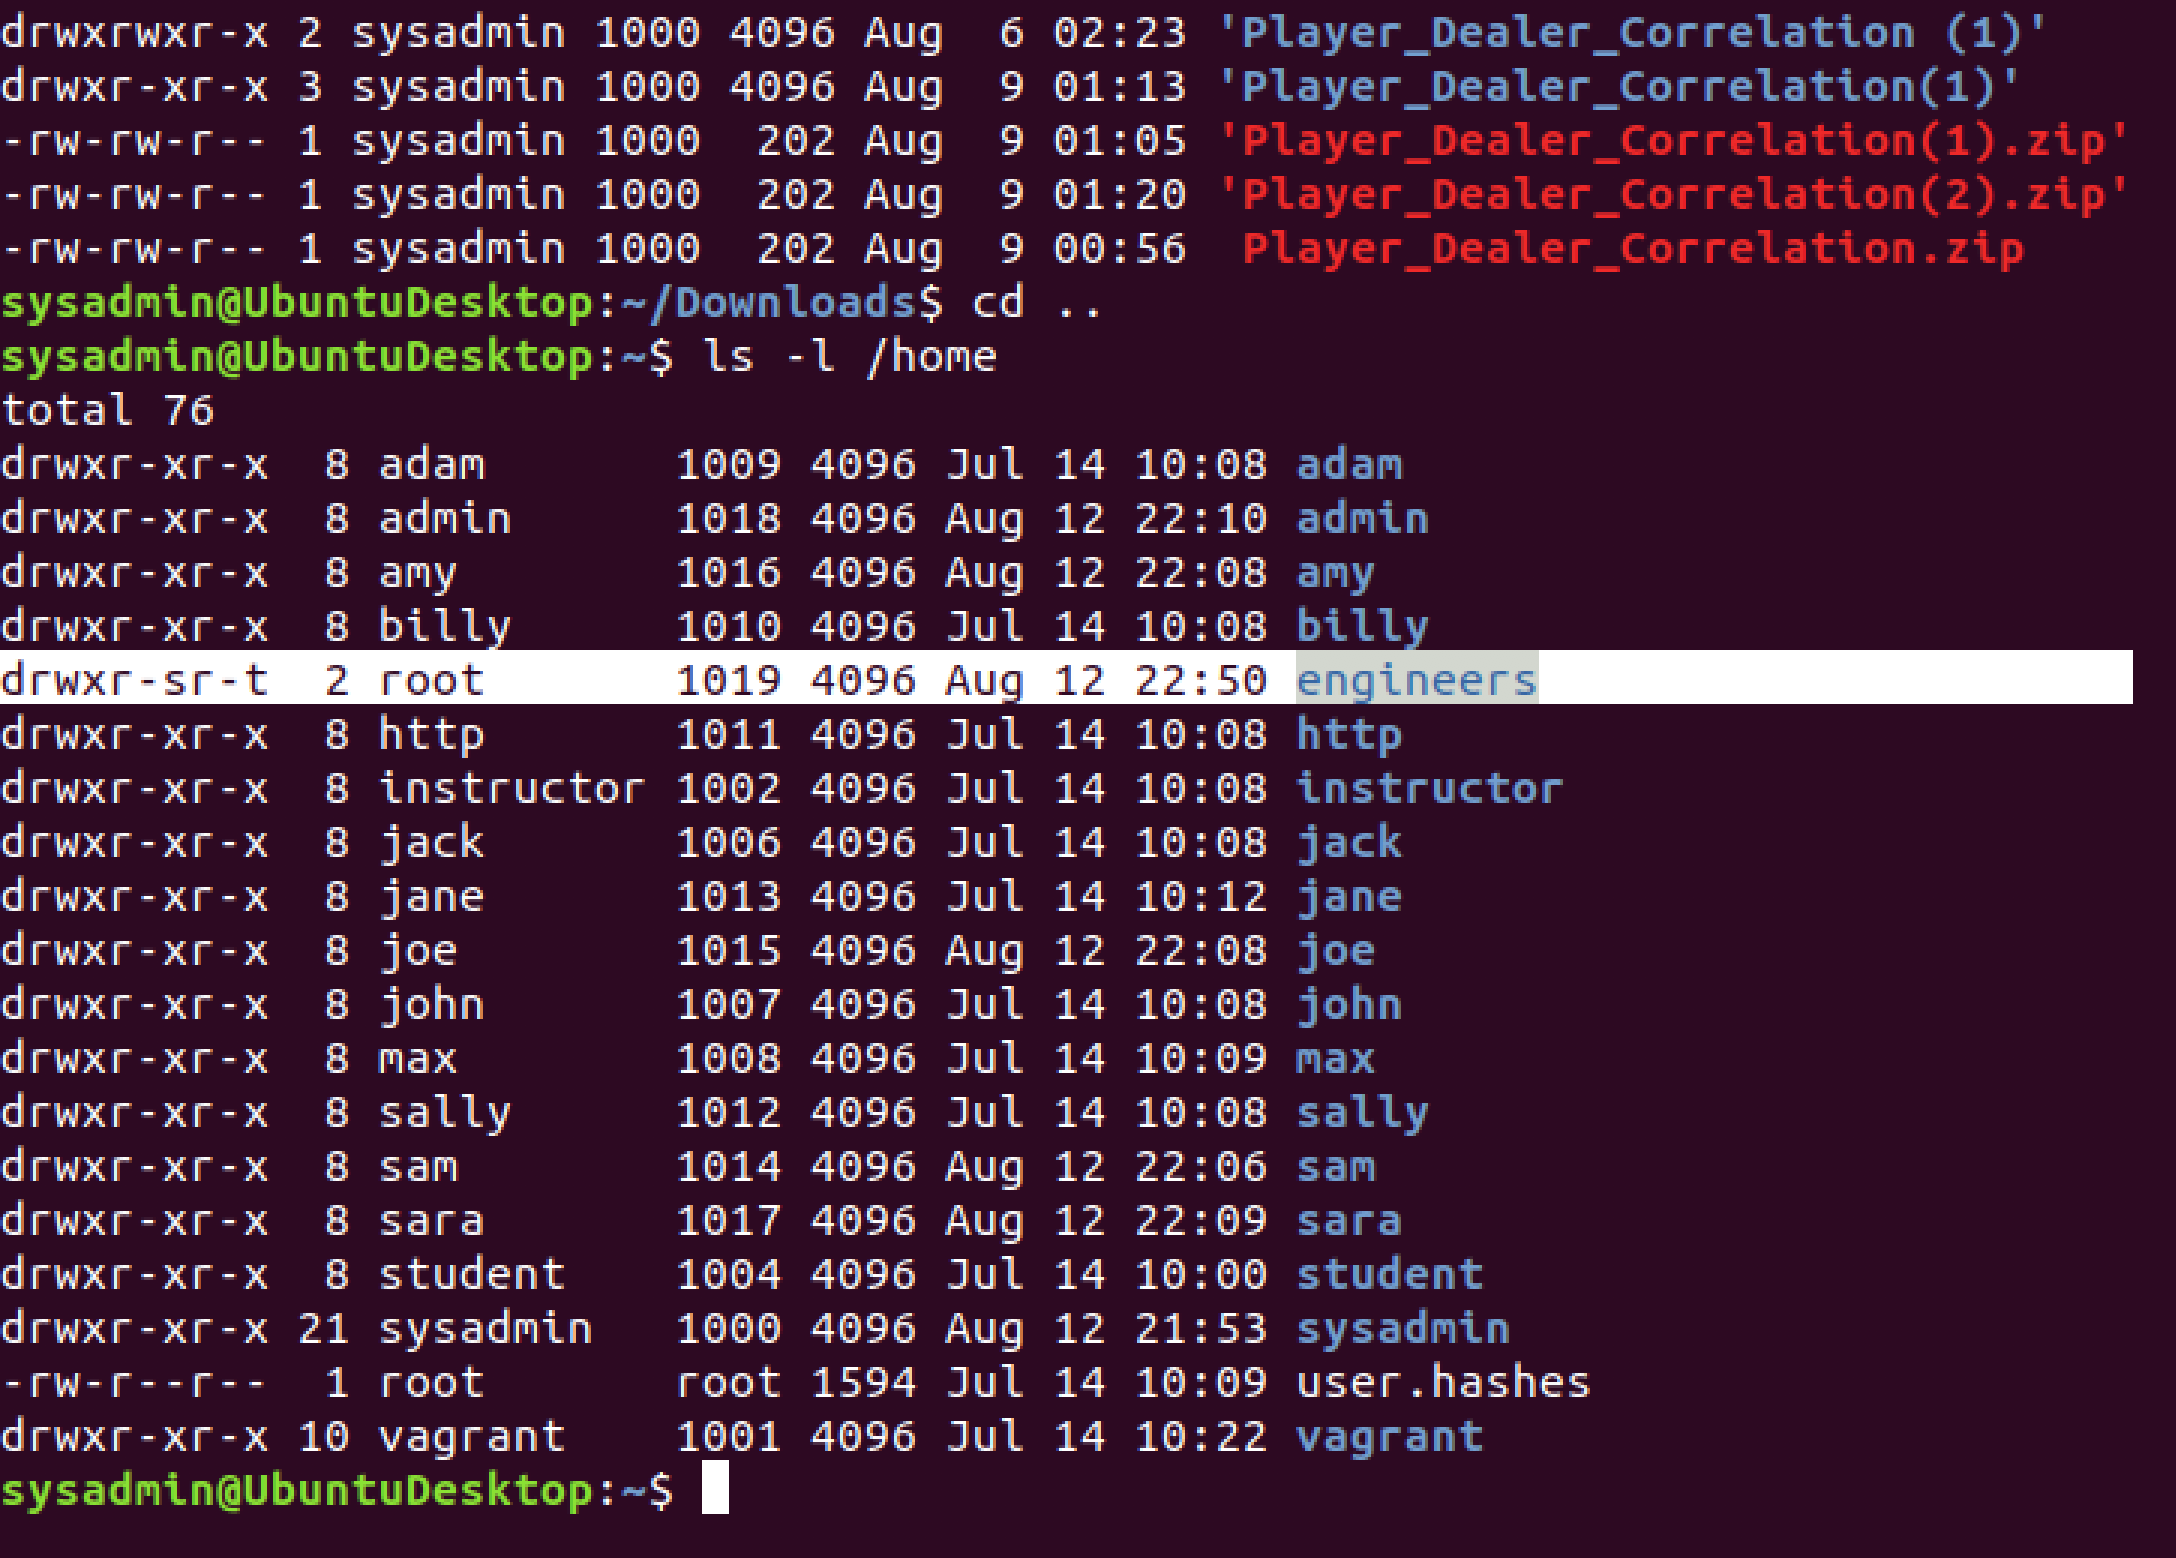 drwxrwxr-x 2 sysadmin 1000 4096 Aug  6 02:23 'Player_Dealer_Correlation (1)'
drwxr-xr-x 3 sysadmin 1000 4096 Aug  9 01:13 'Player_Dealer_Correlation(1)'
-rw-rw-r-- 1 sysadmin 1000  202 Aug  9 01:05 'Player_Dealer_Correlation(1).zip'
-rw-rw-r-- 1 sysadmin 1000  202 Aug  9 01:20 'Player_Dealer_Correlation(2).zip'
-rw-rw-r-- 1 sysadmin 1000  202 Aug  9 00:56  Player_Dealer_Correlation.zip
sysadmin@UbuntuDesktop:~/Downloads$ cd ..
sysadmin@UbuntuDesktop:~$ ls -l /home
total 76
drwxr-xr-x  8 adam       1009 4096 Jul 14 10:08 adam
drwxr-xr-x  8 admin      1018 4096 Aug 12 22:10 admin
drwxr-xr-x  8 amy        1016 4096 Aug 12 22:08 amy
drwxr-xr-x  8 billy      1010 4096 Jul 14 10:08 billy
drwxr-sr-t  2 root       1019 4096 Aug 12 22:50 engineers
drwxr-xr-x  8 http       1011 4096 Jul 14 10:08 http
drwxr-xr-x  8 instructor 1002 4096 Jul 14 10:08 instructor
drwxr-xr-x  8 jack       1006 4096 Jul 14 10:08 jack
drwxr-xr-x  8 jane       1013 4096 Jul 14 10:12 jane
drwxr-xr-x  8 joe        1015 4096 Aug 12 22:08 joe
drwxr-xr-x  8 john       1007 4096 Jul 14 10:08 john
drwxr-xr-x  8 max        1008 4096 Jul 14 10:09 max
drwxr-xr-x  8 sally      1012 4096 Jul 14 10:08 sally
drwxr-xr-x  8 sam        1014 4096 Aug 12 22:06 sam
drwxr-xr-x  8 sara       1017 4096 Aug 12 22:09 sara
drwxr-xr-x  8 student    1004 4096 Jul 14 10:00 student
drwxr-xr-x 21 sysadmin   1000 4096 Aug 12 21:53 sysadmin
-rw-r--r--  1 root       root 1594 Jul 14 10:09 user.hashes
drwxr-xr-x 10 vagrant    1001 4096 Jul 14 10:22 vagrant
sysadmin@UbuntuDesktop:~$